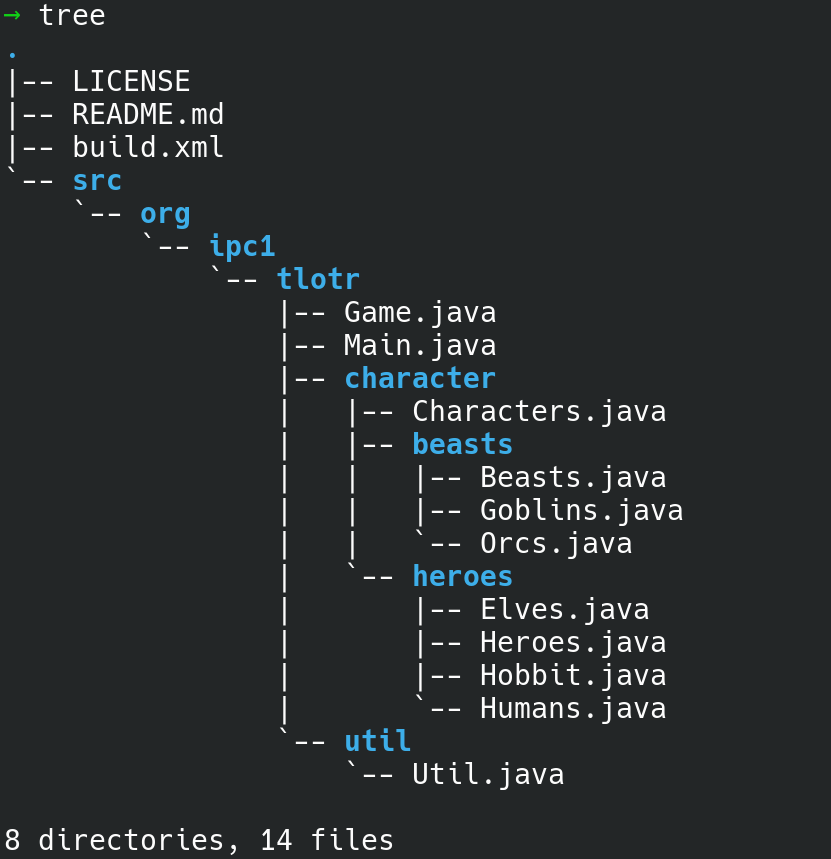 → tree
.
|-- LICENSE
|-- README.md
|-- build.xml
`-- src
    `-- org
        `-- ipc1
            `-- tlotr
                |-- Game.java
                |-- Main.java
                |-- character
                |   |-- Characters.java
                |   |-- beasts
                |   |   |-- Beasts.java
                |   |   |-- Goblins.java
                |   |   `-- Orcs.java
                |   `-- heroes
                |       |-- Elves.java
                |       |-- Heroes.java
                |       |-- Hobbit.java
                |       `-- Humans.java
                `-- util
                    `-- Util.java

8 directories, 14 files